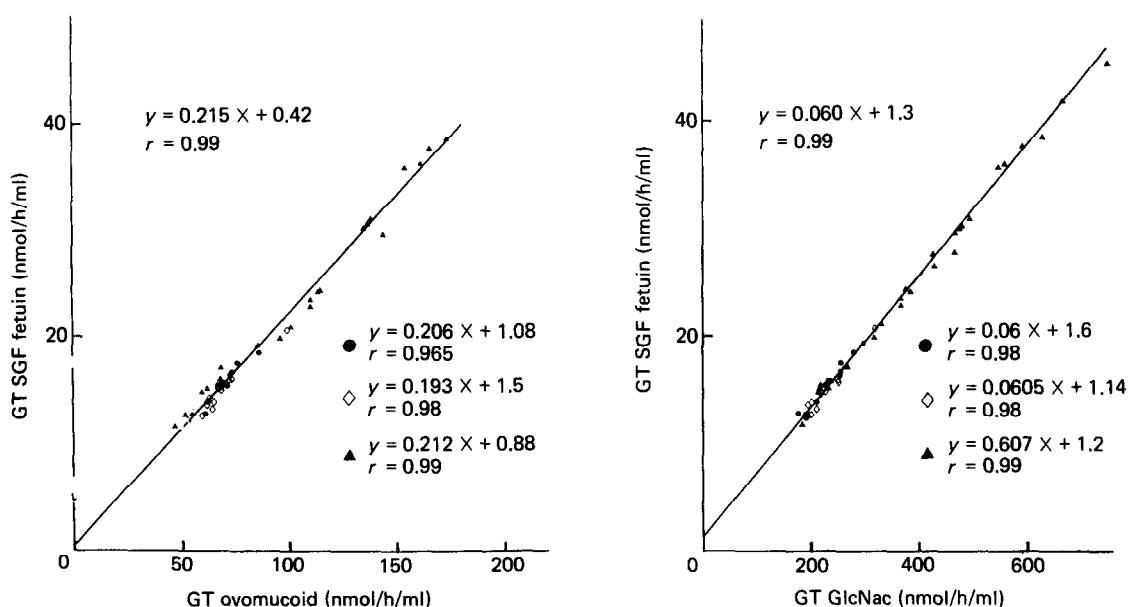 y = 0.215 X + 0.42
r = 0.99
40
20
0
50
100
150
200
GT SGF fetuin (nmol/h/ml)
GT ovomucoid (nmol/h/ml)
y = 0.206 X + 1.08
r = 0.965
y = 0.193 X + 1.5
r = 0.98
y = 0.212 X + 0.88
r = 0.99
y = 0.060 X + 1.3
r = 0.99
40
20
0
200
400
600
GT SGF fetuin (nmol/h/ml)
GT GlcNac (nmol/h/ml)
y = 0.06 X + 1.6
r = 0.98
y = 0.0605 X + 1.14
r = 0.98
y = 0.607 X + 1.2
r = 0.99